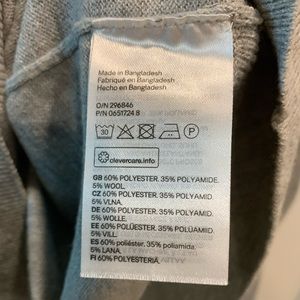 Made in Bangladesh
Fabriqué en Bangladesh
Hecho en Bangladesh
O/N 296846
P/N 0651724.8
30
P
clevercare.info
GB 60% POLYESTER. 35% POLYAMIDE.
5% WOOL.
CZ 60% POLYESTER. 35% POLYAMID.
5% VLNA.
DE 60% POLYESTER. 35% POLYAMID.
5% WOLLE.
EE 60% POLÜESTER. 35% POLÜAMIID.
5% VILL.
ES 60% poliéster. 35% poliamida.
5% LANA.
FI 60% POLYESTERIÄ.